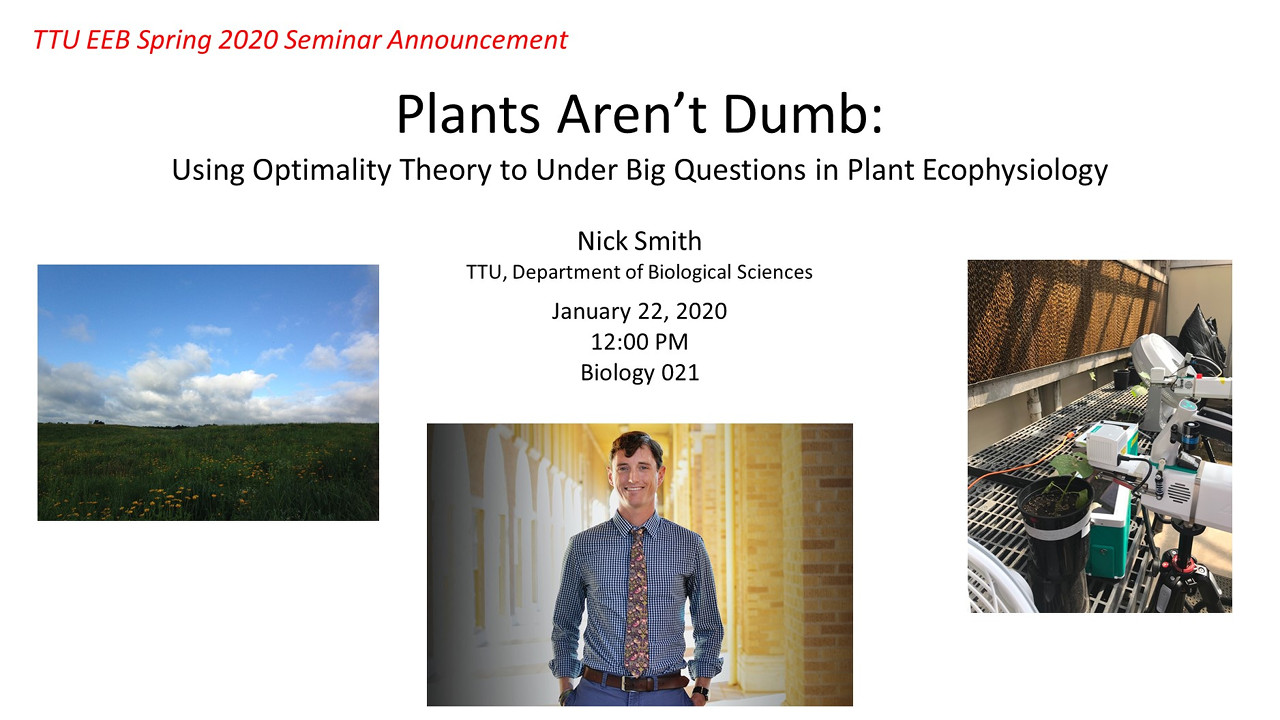 TTU EEB Spring 2020 Seminar Announcement
Plants Aren’t Dumb:
Using Optimality Theory to Under Big Questions in Plant Ecophysiology
Nick Smith
TTU, Department of Biological Sciences
January 22, 2020
12:00 PM
Biology 021